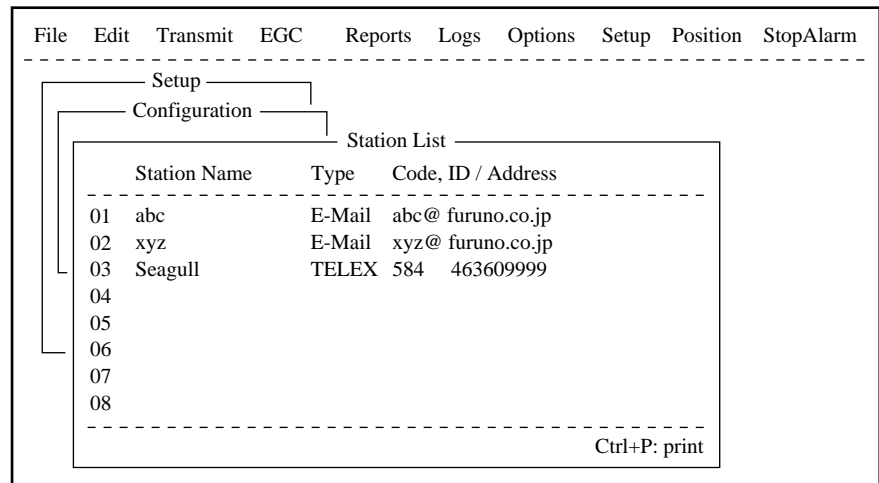 File Edit Transmit EGC Reports Logs Options Setup Position StopAlarm
Setup
Configuration
Station List
Station Name Type Code, ID / Address
01 abc E-Mail abc@ furuno.co.jp
02 xyz E-Mail xyz@ furuno.co.jp
03 Seagull TELEX 584 463609999
04
05
06
07
08
Ctrl+P: print